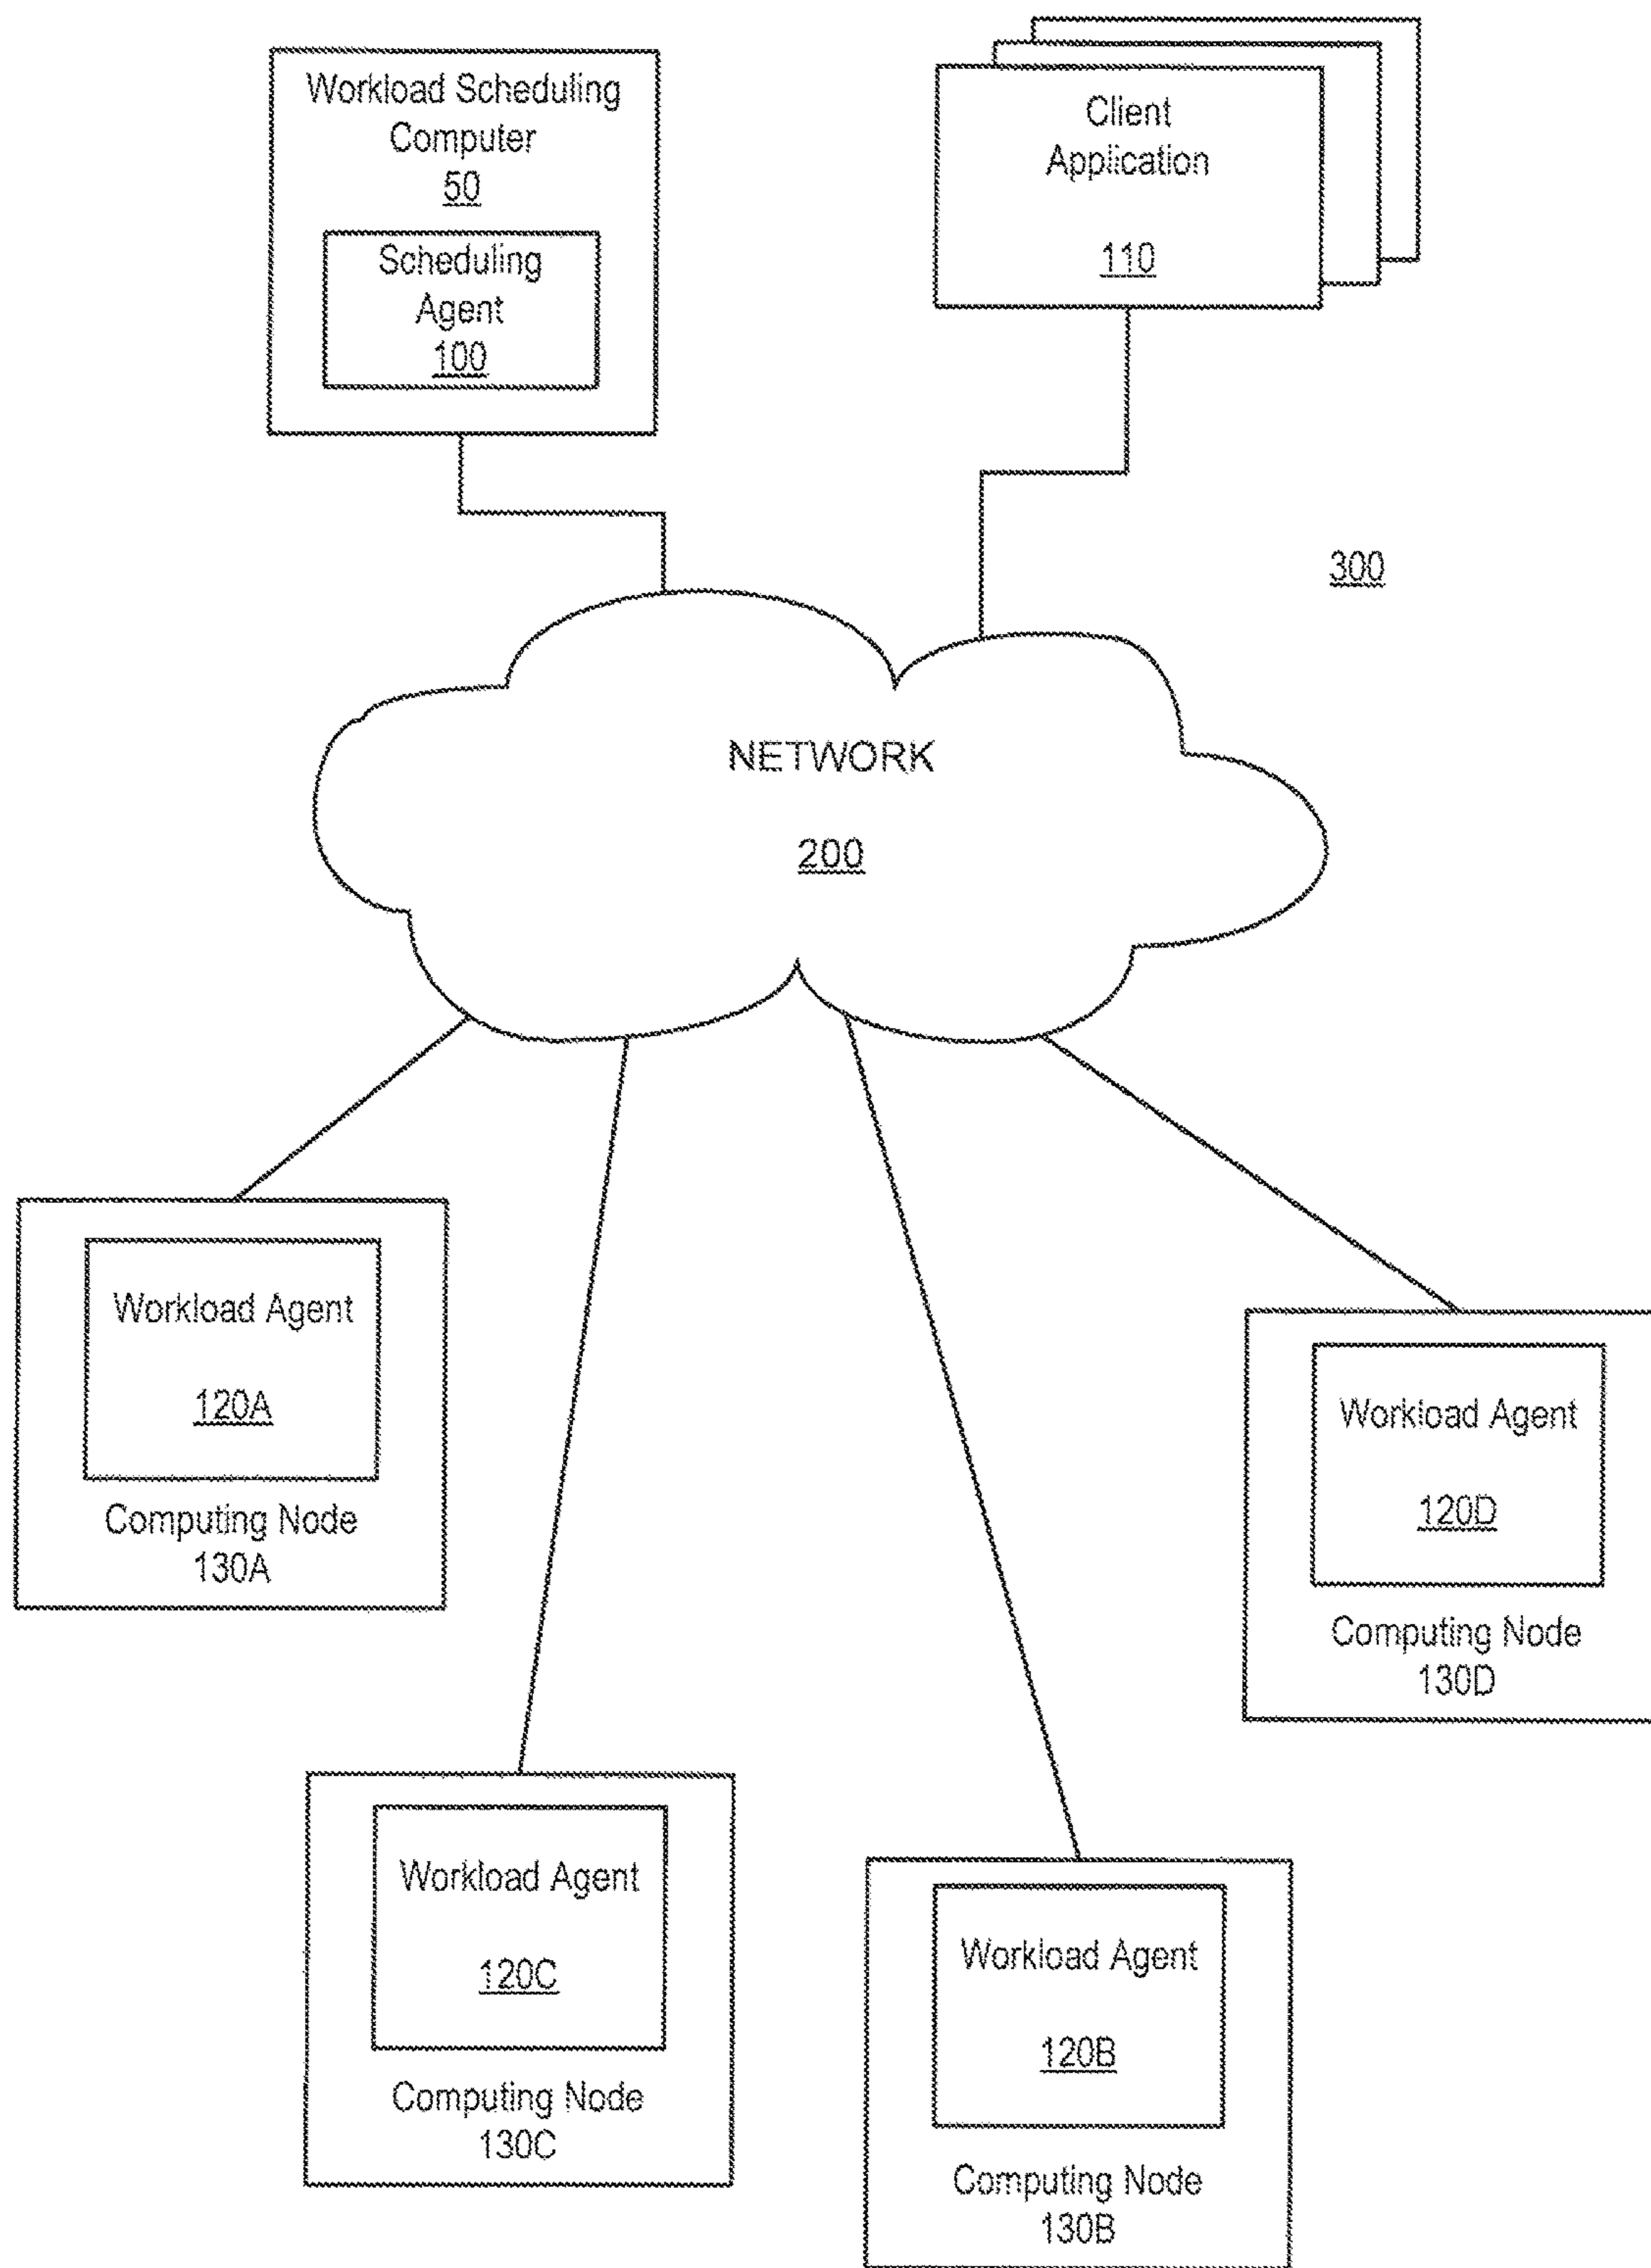 Workload Scheduling
Computer
50
Scheduling
Agent
100
Client
Application
110
300
NETWORK
200
Workload Agent
120A
Computing Node
130A
Workload Agent
120D
Computing Node
130D
Workload Agent
120C
Computing Node
130C
Workload Agent
120B
Computing Node
130B